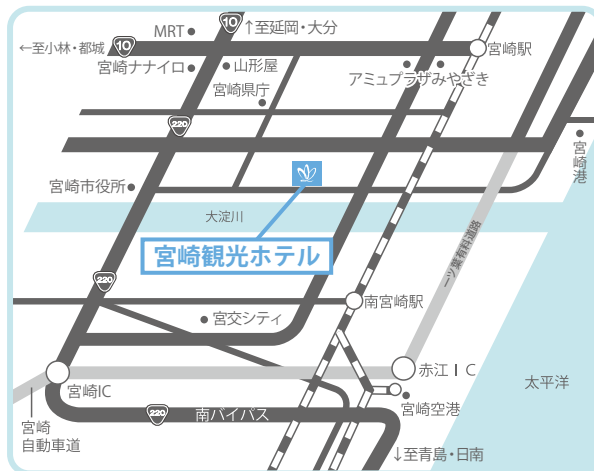 10
MRT
↑至延岡・大分
←至小林・都城
10
宮崎駅
宮崎ナナイロ
山形屋
アミュプラザみやざき
宮崎県庁
220
宮崎港
宮崎市役所
大淀川
宮崎観光ホテル
一ツ葉有料道路
220
南宮崎駅
宮交シティ
赤江IC
太平洋
宮崎IC
宮崎空港
220
南バイパス
宮崎
自動車道
↓至青島・日南